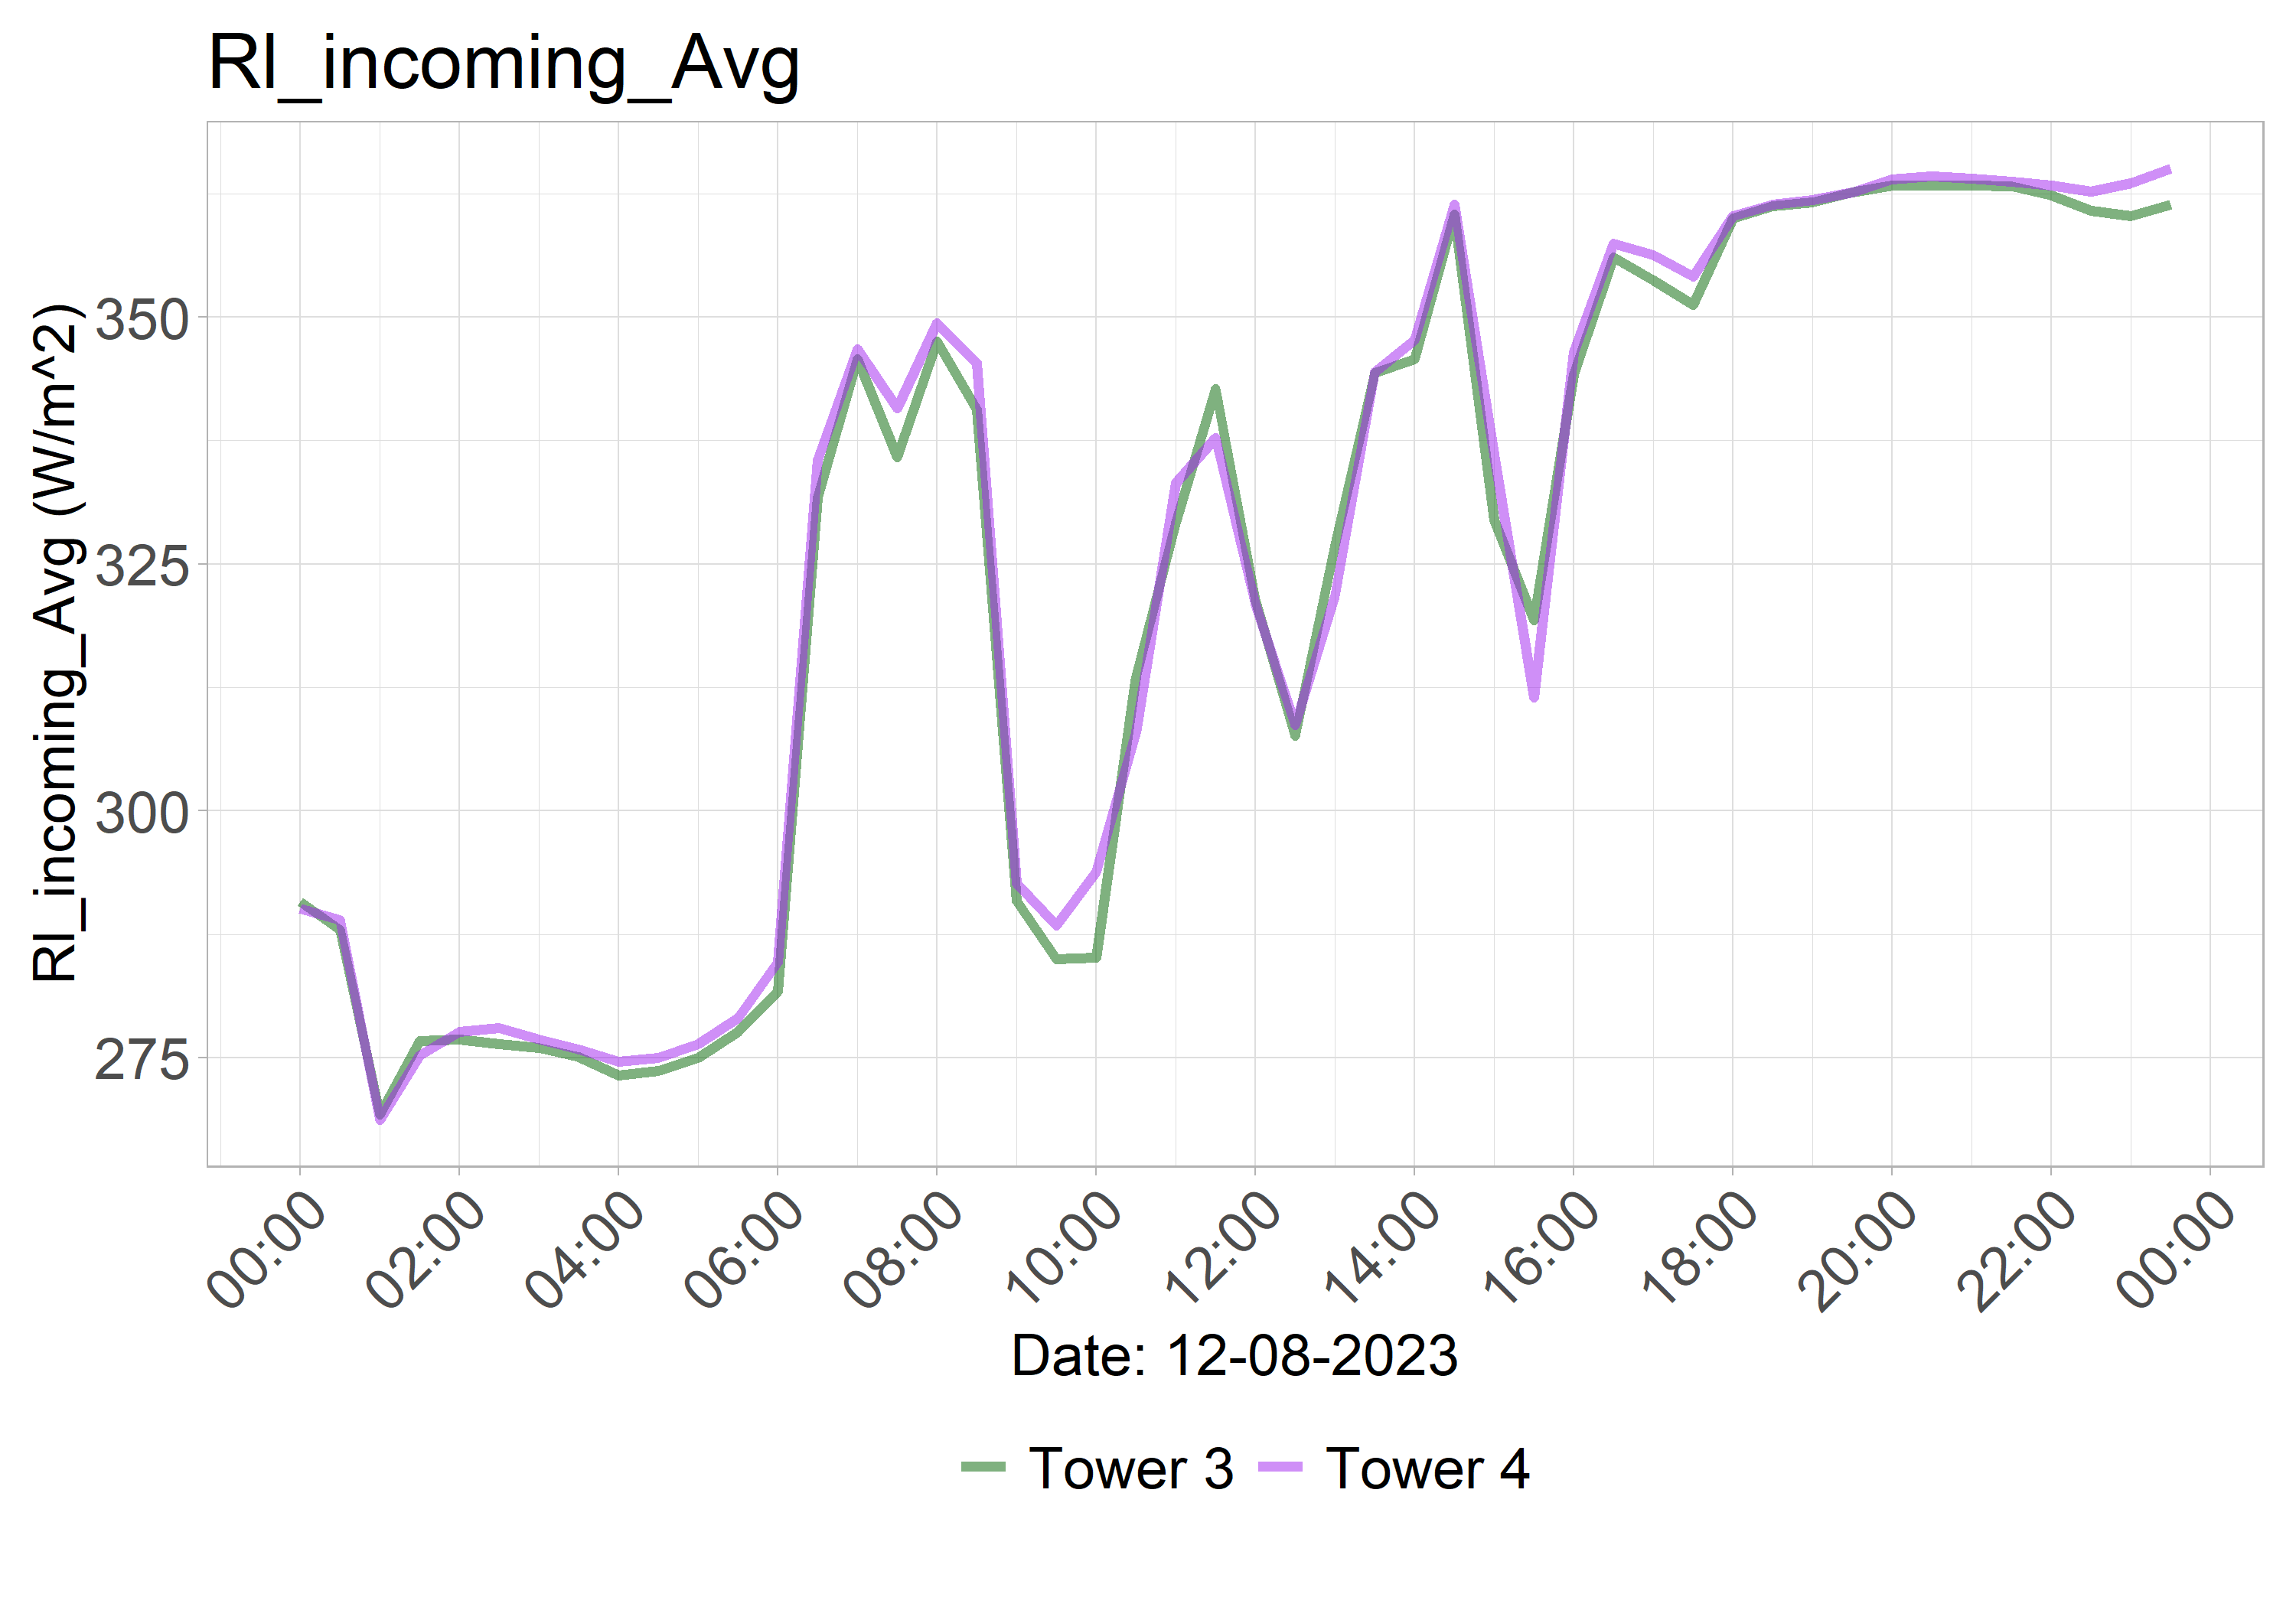 Rl_incoming_Avg
Rl_incoming_Avg (W/m^2)
350
325
300
275
00:00 02:00 04:00 06:00 08:00 10:00 12:00 14:00 16:00 18:00 20:00 22:00 00:00
Date: 12-08-2023
Tower 3 Tower 4